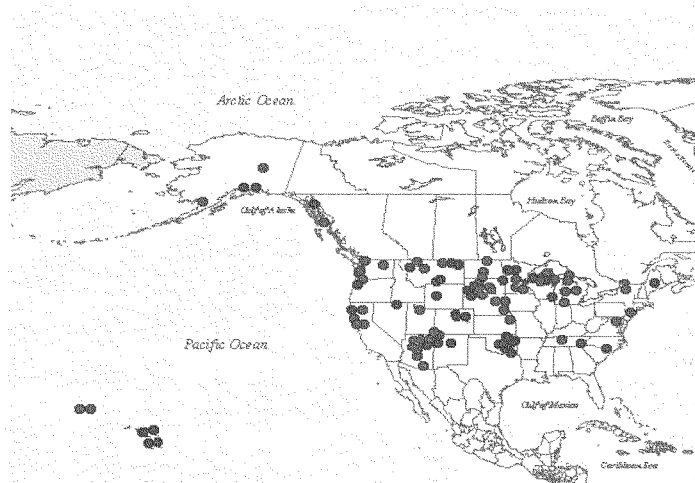 Arctic Ocean
Baffin Bay
Hudson Bay
Gulf of Alaska
Pacific Ocean
Gulf of Mexico
Caribbean Sea